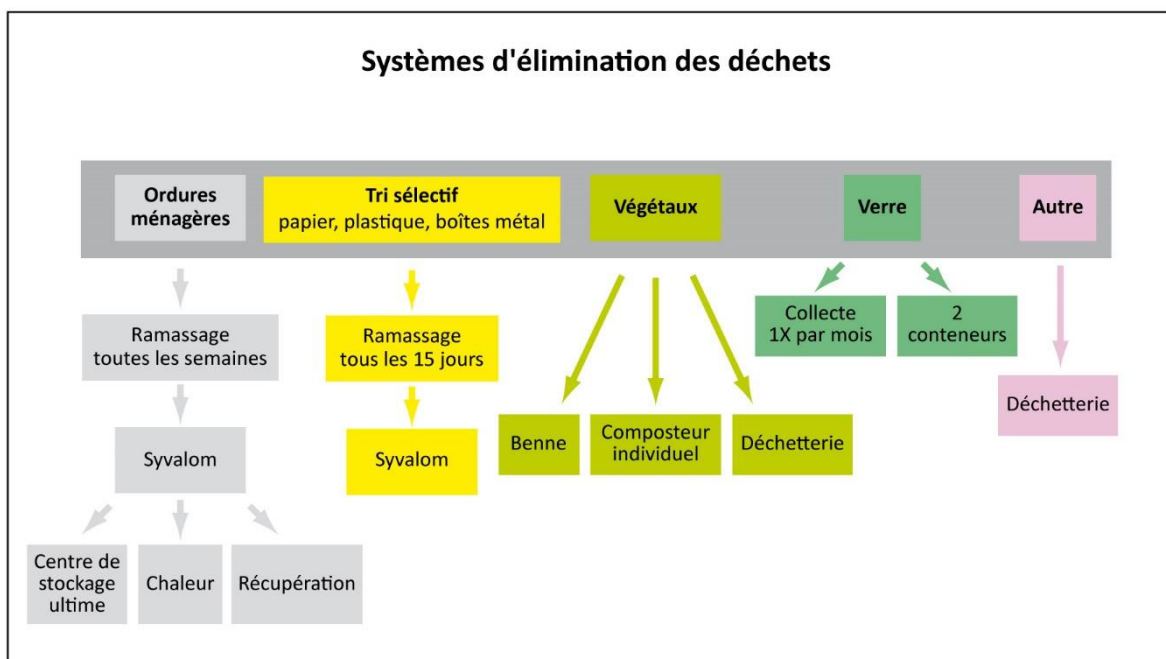 Systèmes d'élimination des déchets
Ordures
ménagères
Tri sélectif
papier, plastique, boîtes métal
Végétaux
Verre
Autre
Ramassage
toutes les semaines
Ramassage
tous les 15 jours
Collecte
1X par mois
2
conteneurs
Déchetterie
Syvalom
Syvalom
Benne
Composteur
individuel
Déchetterie
Centre de
stockage
ultime
Chaleur
Récupération